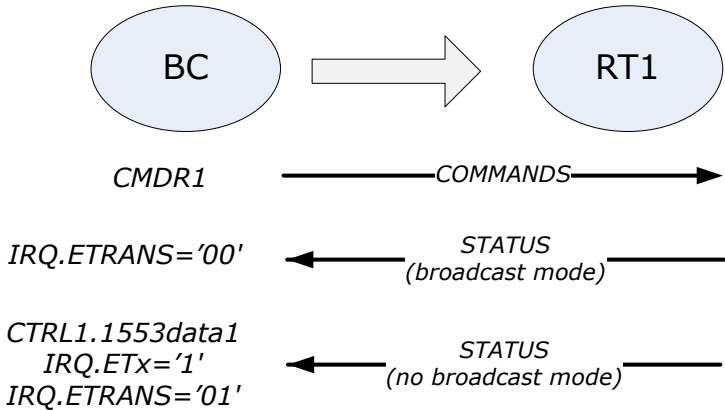 BC
RT1
CMDR1
COMMANDS
IRQ.ETRANS='00'
STATUS
(broadcast mode)
CTRL1.1553data1
IRQ.ETx='1'
IRQ.ETRANS='01'
STATUS
(no broadcast mode)